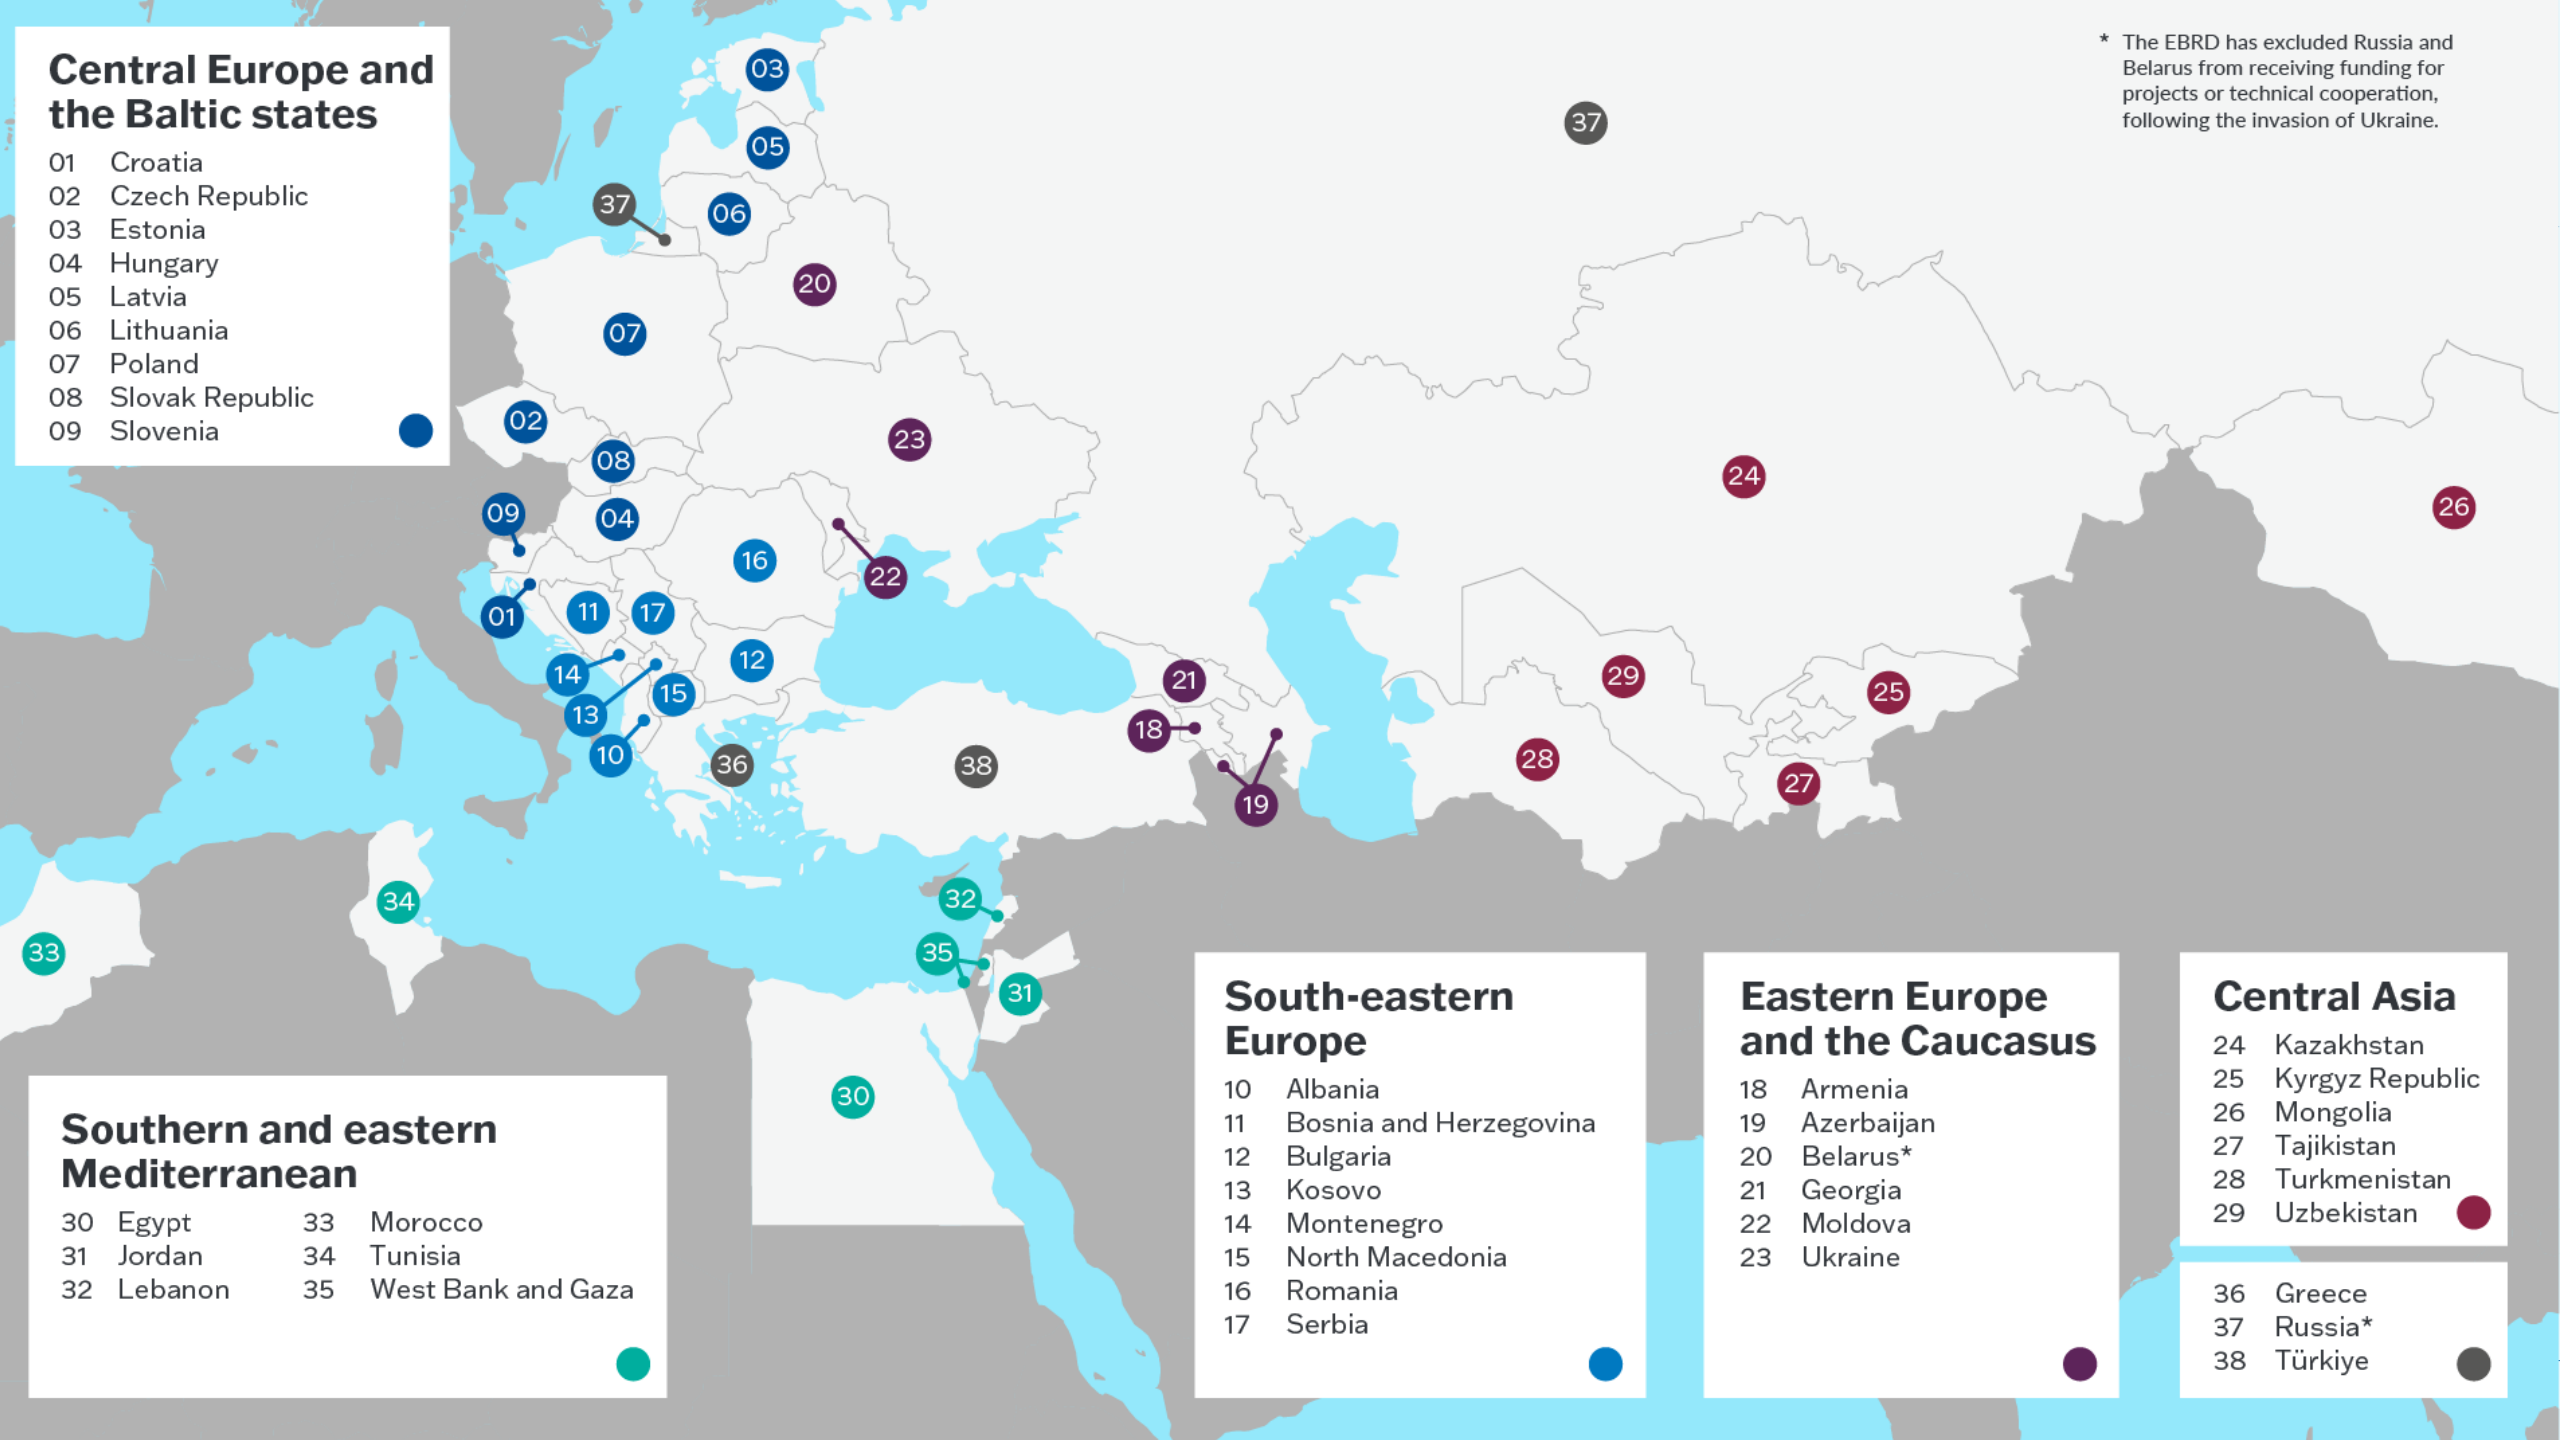 Central Europe and
the Baltic states
01 Croatia
02 Czech Republic
03 Estonia
04 Hungary
05 Latvia
06 Lithuania
07 Poland
08 Slovak Republic
09 Slovenia
* The EBRD has excluded Russia and
Belarus from receiving funding for
projects or technical cooperation,
following the invasion of Ukraine.
03
37
05
37
06
20
07
02
23
08
24
26
09
04
16
22
01
11
17
12
14
15
21
29
25
13
18
10
36
38
28
27
19
34
32
33
35
31
30
Southern and eastern
Mediterranean
30 Egypt
31 Jordan
32 Lebanon
33 Morocco
34 Tunisia
35 West Bank and Gaza
South-eastern
Europe
10 Albania
11 Bosnia and Herzegovina
12 Bulgaria
13 Kosovo
14 Montenegro
15 North Macedonia
16 Romania
17 Serbia
Eastern Europe
and the Caucasus
18 Armenia
19 Azerbaijan
20 Belarus*
21 Georgia
22 Moldova
23 Ukraine
Central Asia
24 Kazakhstan
25 Kyrgyz Republic
26 Mongolia
27 Tajikistan
28 Turkmenistan
29 Uzbekistan
36 Greece
37 Russia*
38 Türkiye